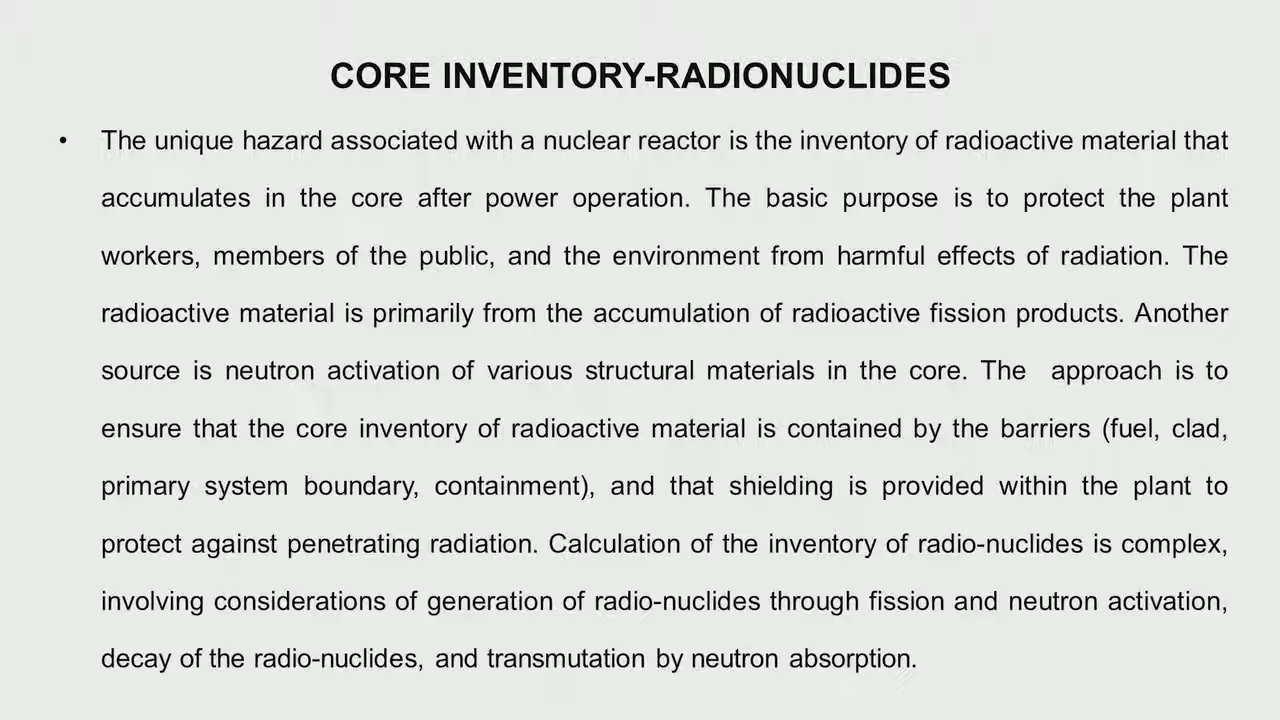 CORE INVENTORY-RADIONUCLIDES
• The unique hazard associated with a nuclear reactor is the inventory of radioactive material that
accumulates in the core after power operation. The basic purpose is to protect the plant
workers, members of the public, and the environment from harmful effects of radiation. The
radioactive material is primarily from the accumulation of radioactive fission products. Another
source is neutron activation of various structural materials in the core. The  approach is to
ensure that the core inventory of radioactive material is contained by the barriers (fuel, clad,
primary system boundary, containment), and that shielding is provided within the plant to
protect against penetrating radiation. Calculation of the inventory of radio-nuclides is complex,
involving considerations of generation of radio-nuclides through fission and neutron activation,
decay of the radio-nuclides, and transmutation by neutron absorption.